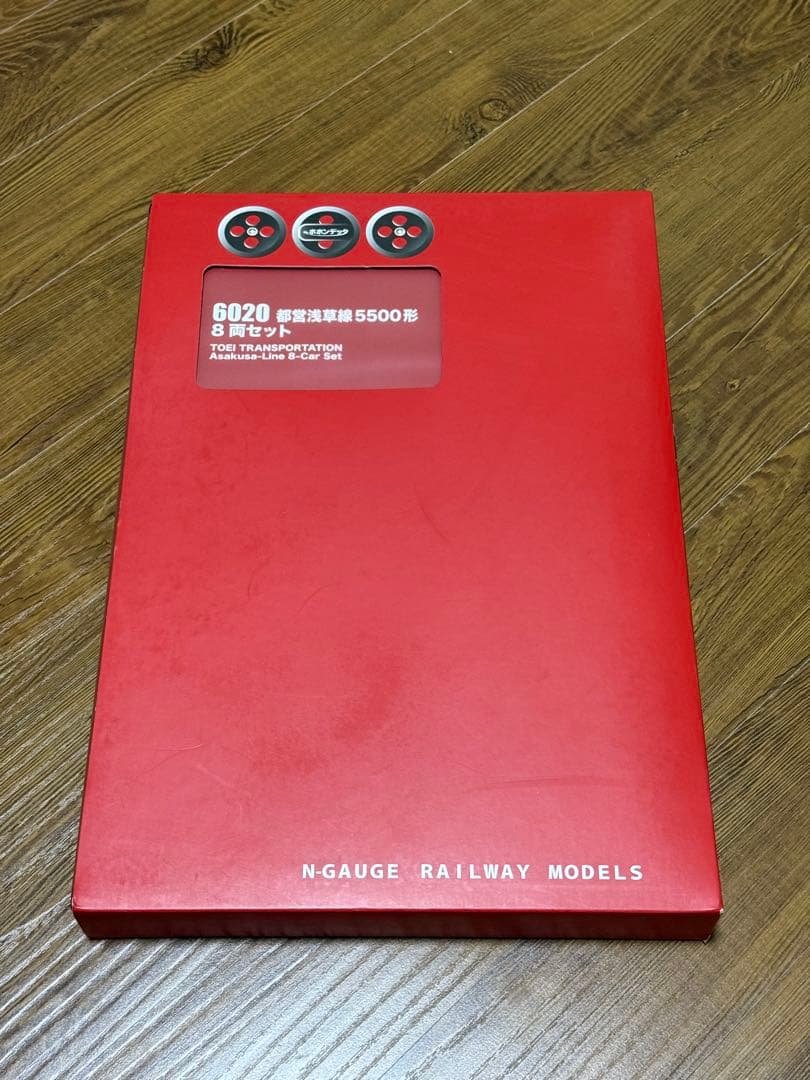 ポポンデッタ
6020 都営浅草線5500形
8両セット
TOEI TRANSPORTATION
Asakusa-Line 8-Car Set
N-GAUGE RAILWAY MODELS